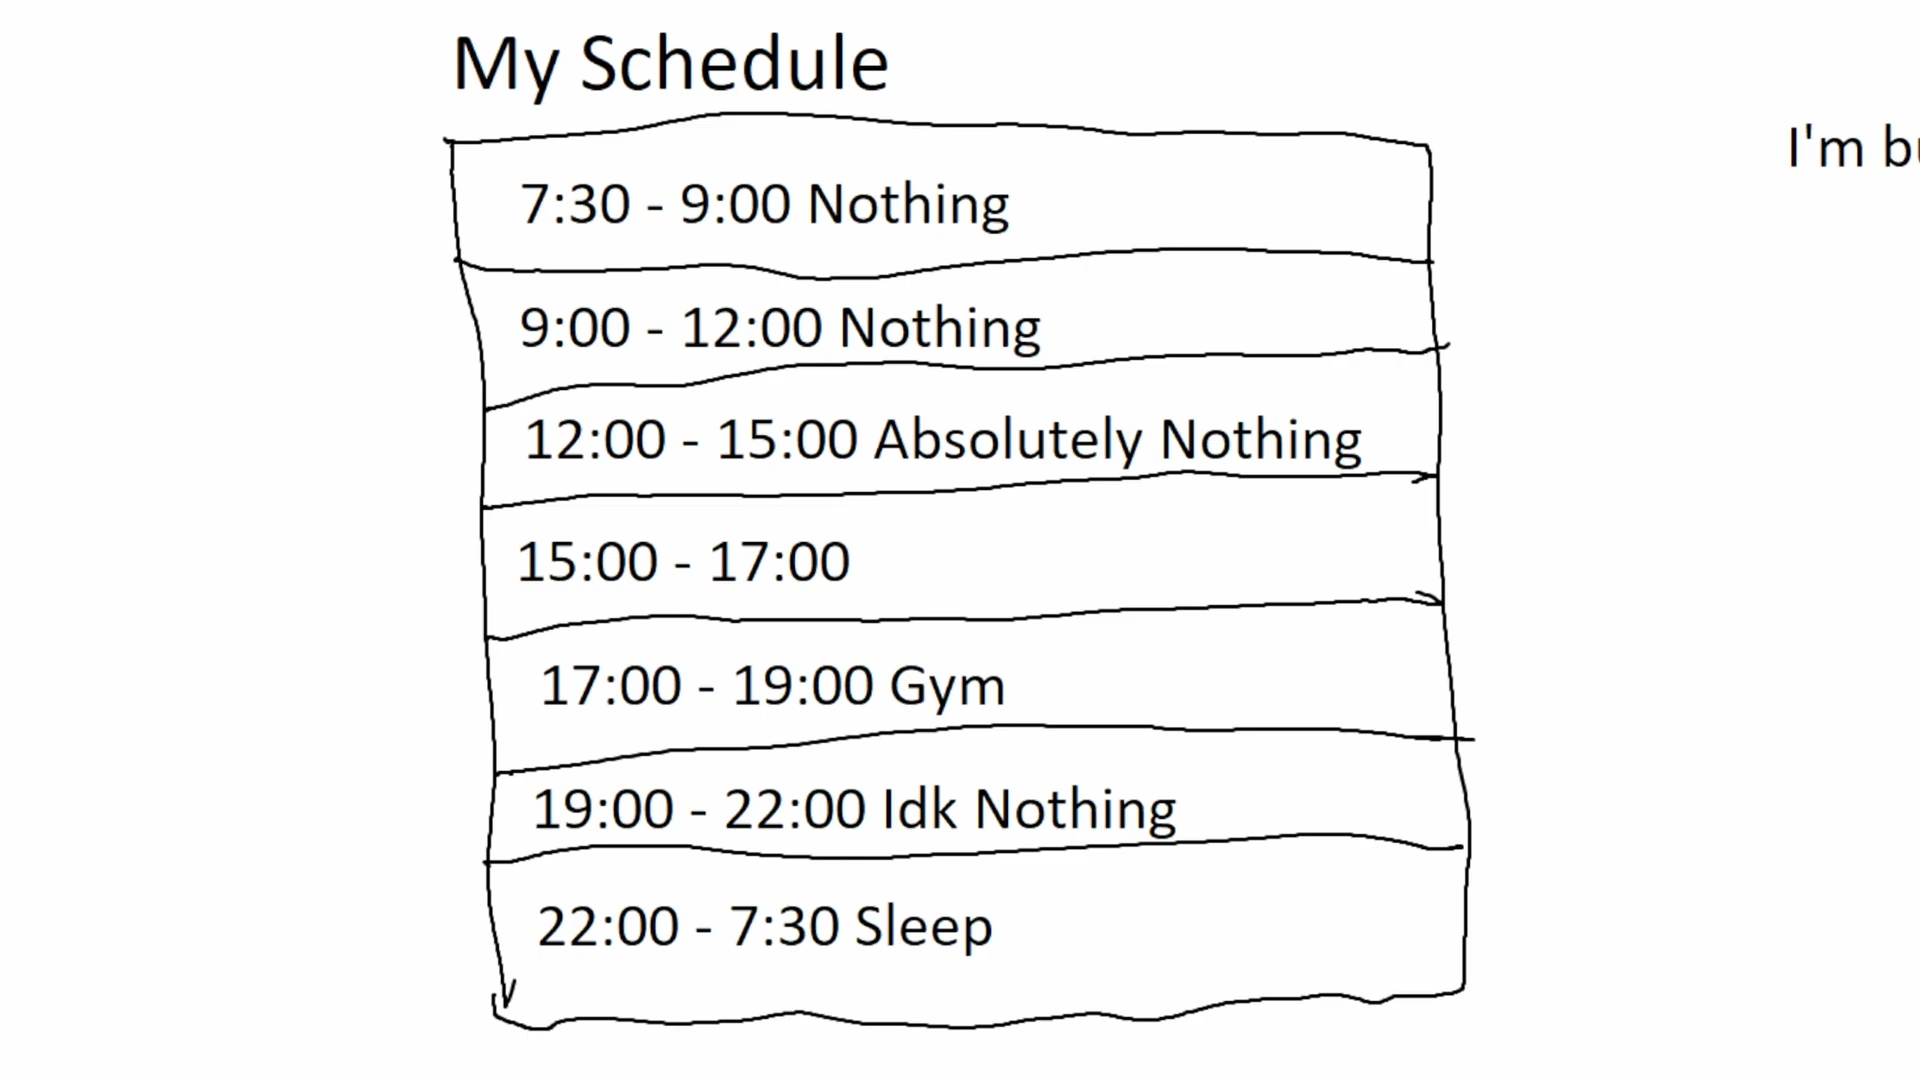 My Schedule
I'm
7:30 - 9:00 Nothing
9:00 - 12:00 Nothing
12:00 - 15:00 Absolutely Nothing
15:00 - 17:00
17:00 - 19:00 Gym
19:00 - 22:00 Idk Nothing
22:00 - 7:30 Sleep